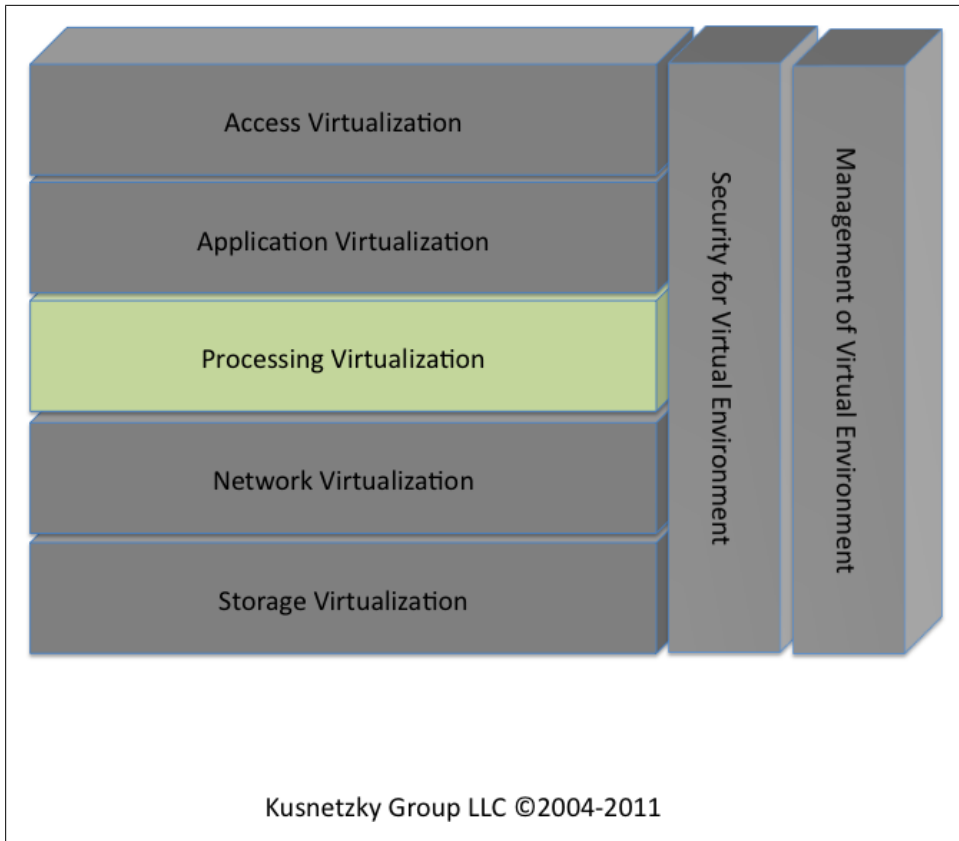 Access Virtualization
Application Virtualization
Processing Virtualization
Network Virtualization
Storage Virtualization
Security for Virtual Environment
Management of Virtual Environment
Kusnetzky Group LLC ©2004-2011